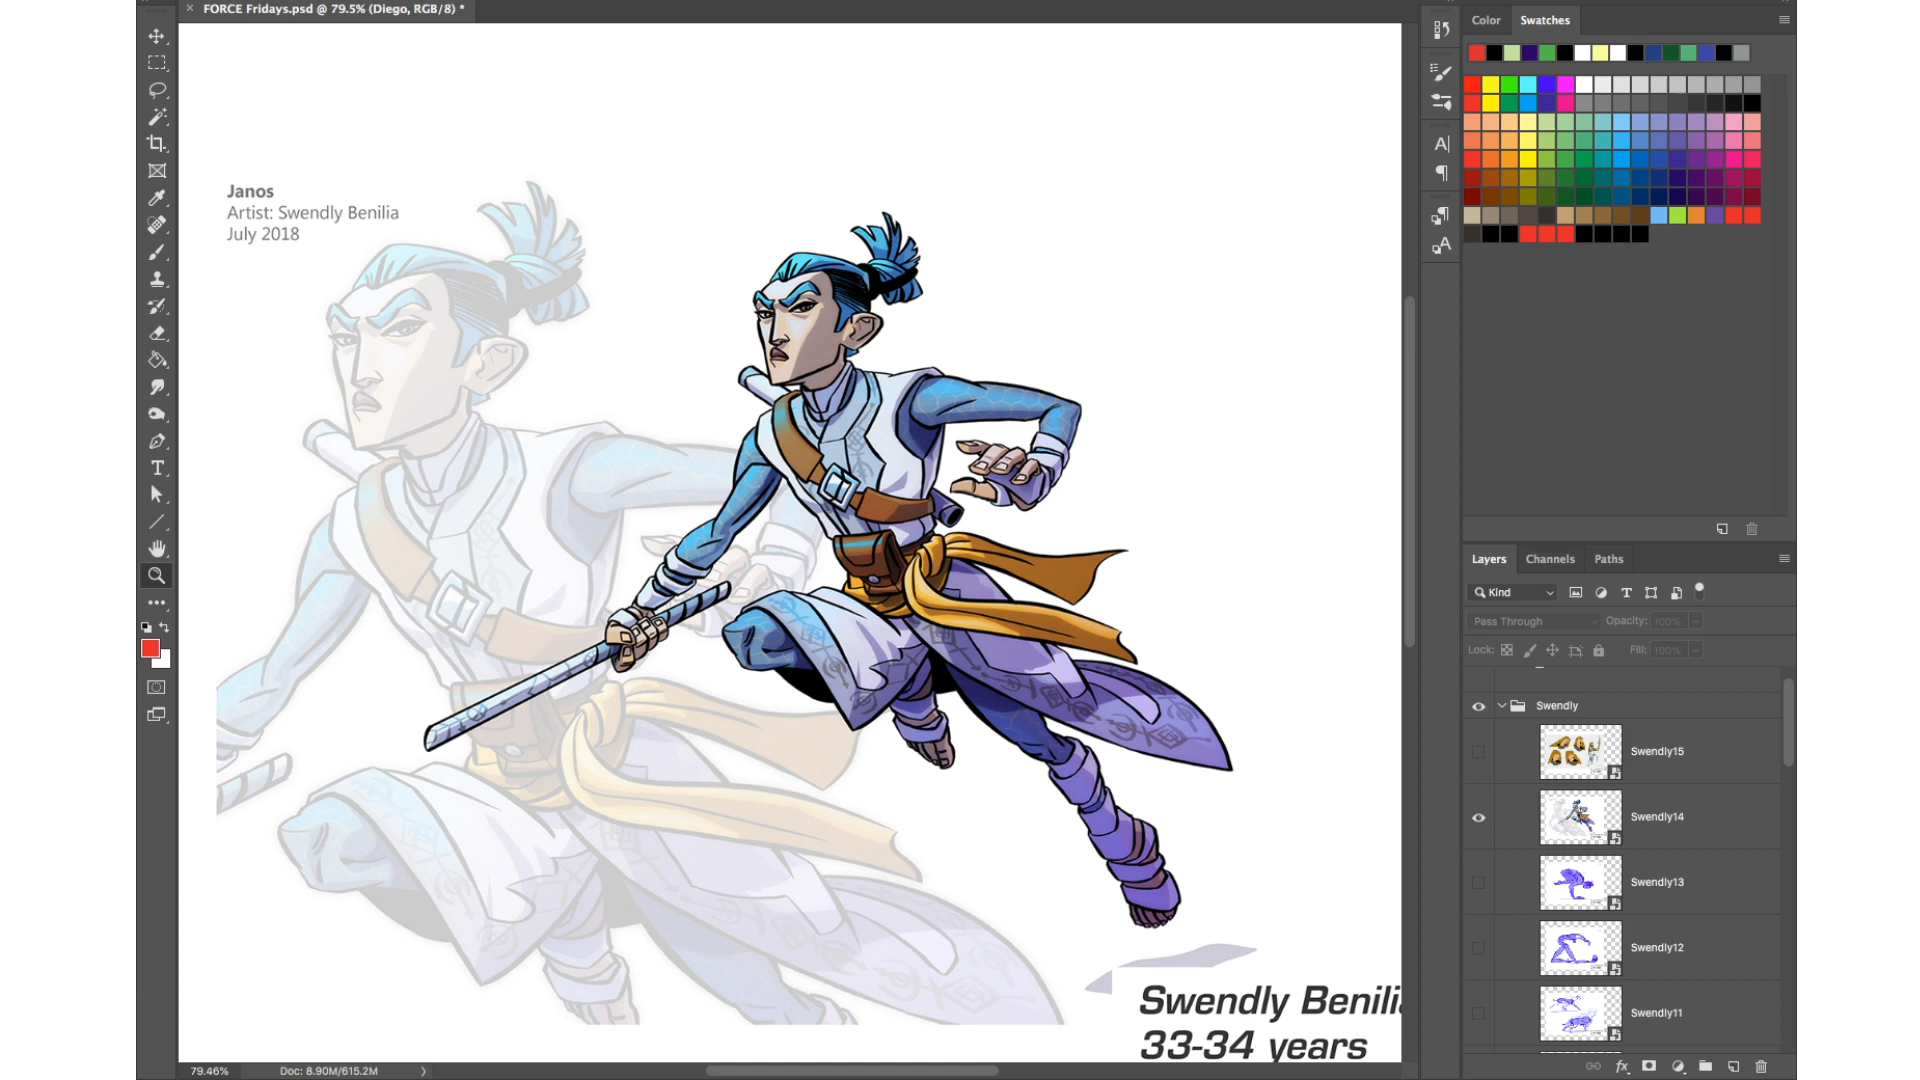 × FORCE Fridays.psd @ 79.5% (Diego, RGB/8) *
Color Swatches
Janos
Artist: Swendly Benilia
July 2018
Layers Channels Paths
Kind
Pass Through Opacity: 100%
Lock: Fill: 100%
Swendly
Swendly15
Swendly14
Swendly13
Swendly12
Swendly11
Swendly Benili
33-34 years
79.46% Doc: 8.90M/615.2M